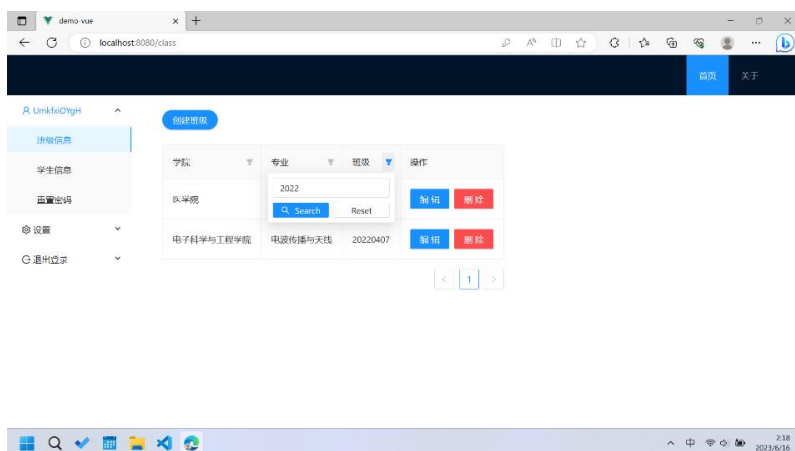 demo-vue
localhost:8080/class
首页 关于
UmkfxiOYgH
创建班级
班级信息
学院 专业 班级 操作
学生信息
2022
重置密码
医学院
编辑 删除
Search Reset
设置
电子科学与工程学院 电波传播与天线 20220407 编辑 删除
退出登录
< 1 >
中
2:18
2023/6/16